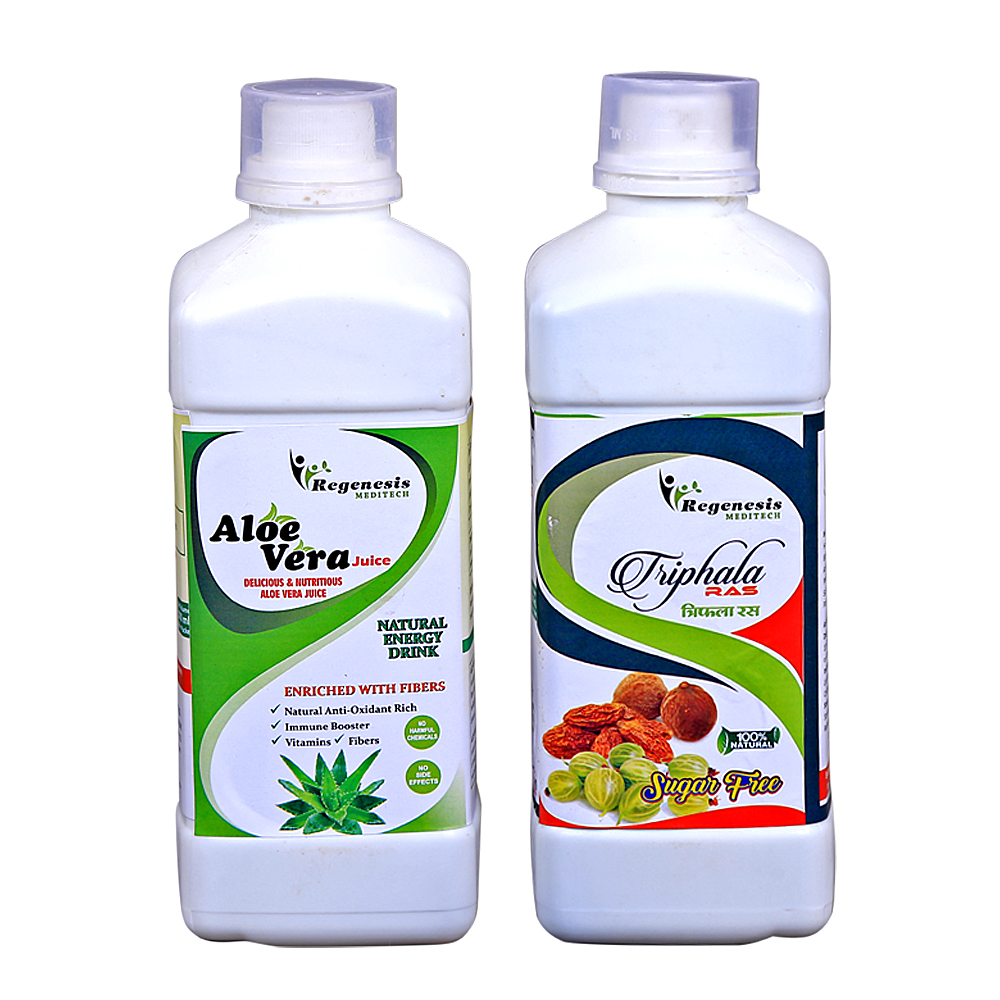 Regenesis
MEDITECH
Aloe
Vera Juice
DELICIOUS & NUTRITIOUS
ALOE VERA JUICE
NATURAL
ENERGY
DRINK
ENRICHED WITH FIBERS
✓ Natural Anti-Oxidant Rich
✓ Immune Booster
✓ Vitamins ✓ Fibers
NO
HARMFUL
CHEMICALS
NO
SIDE
EFFECTS
Regenesis
MEDITECH
Triphala
RAS
त्रिफला रस
100%
NATURAL
Sugar Free